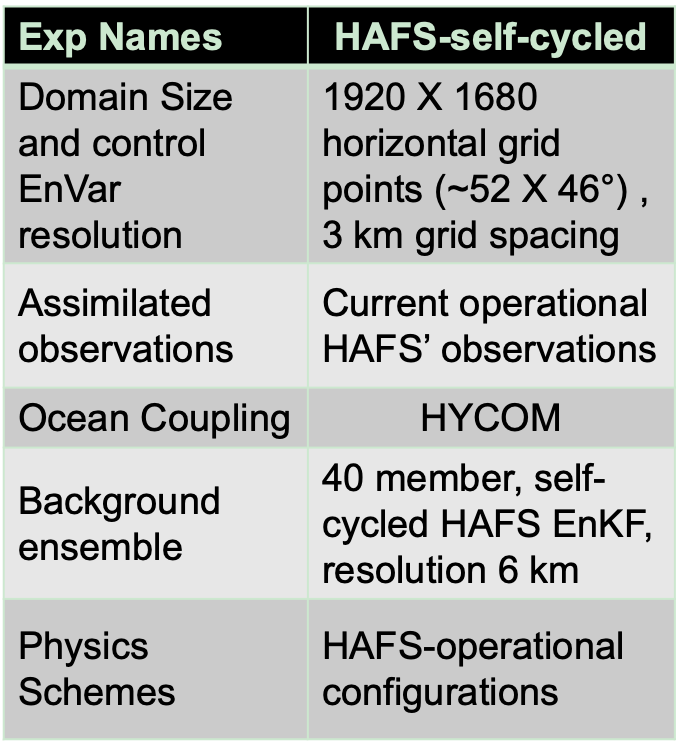 Exp Names
HAFS-self-cycled
Domain Size
and control
EnVar
resolution
1920 X 1680
horizontal grid
points (~52 X 46°) ,
3 km grid spacing
Assimilated
observations
Current operational
HAFS’ observations
Ocean Coupling
HYCOM
Background
ensemble
40 member, self-
cycled HAFS EnKF,
resolution 6 km
Physics
Schemes
HAFS-operational
configurations